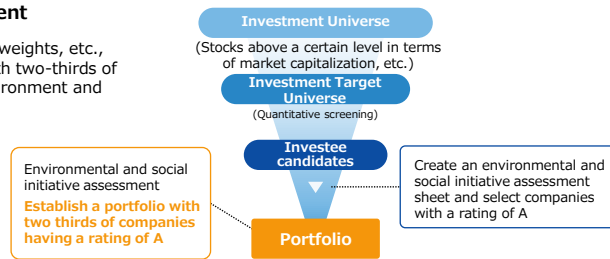 ment
weights, etc.,
two-thirds of
and
Investment Universe
(Stocks above a certain level in terms
of market capitalization, etc.)
Investment Target
Universe
(Quantitative screening)
Investee
candidates
Environmental and social
initiative assessment
Establish a portfolio with
two thirds of companies
having a rating of A
Create an environmental and
social initiative assessment
sheet and select companies
with a rating of A
Portfolio